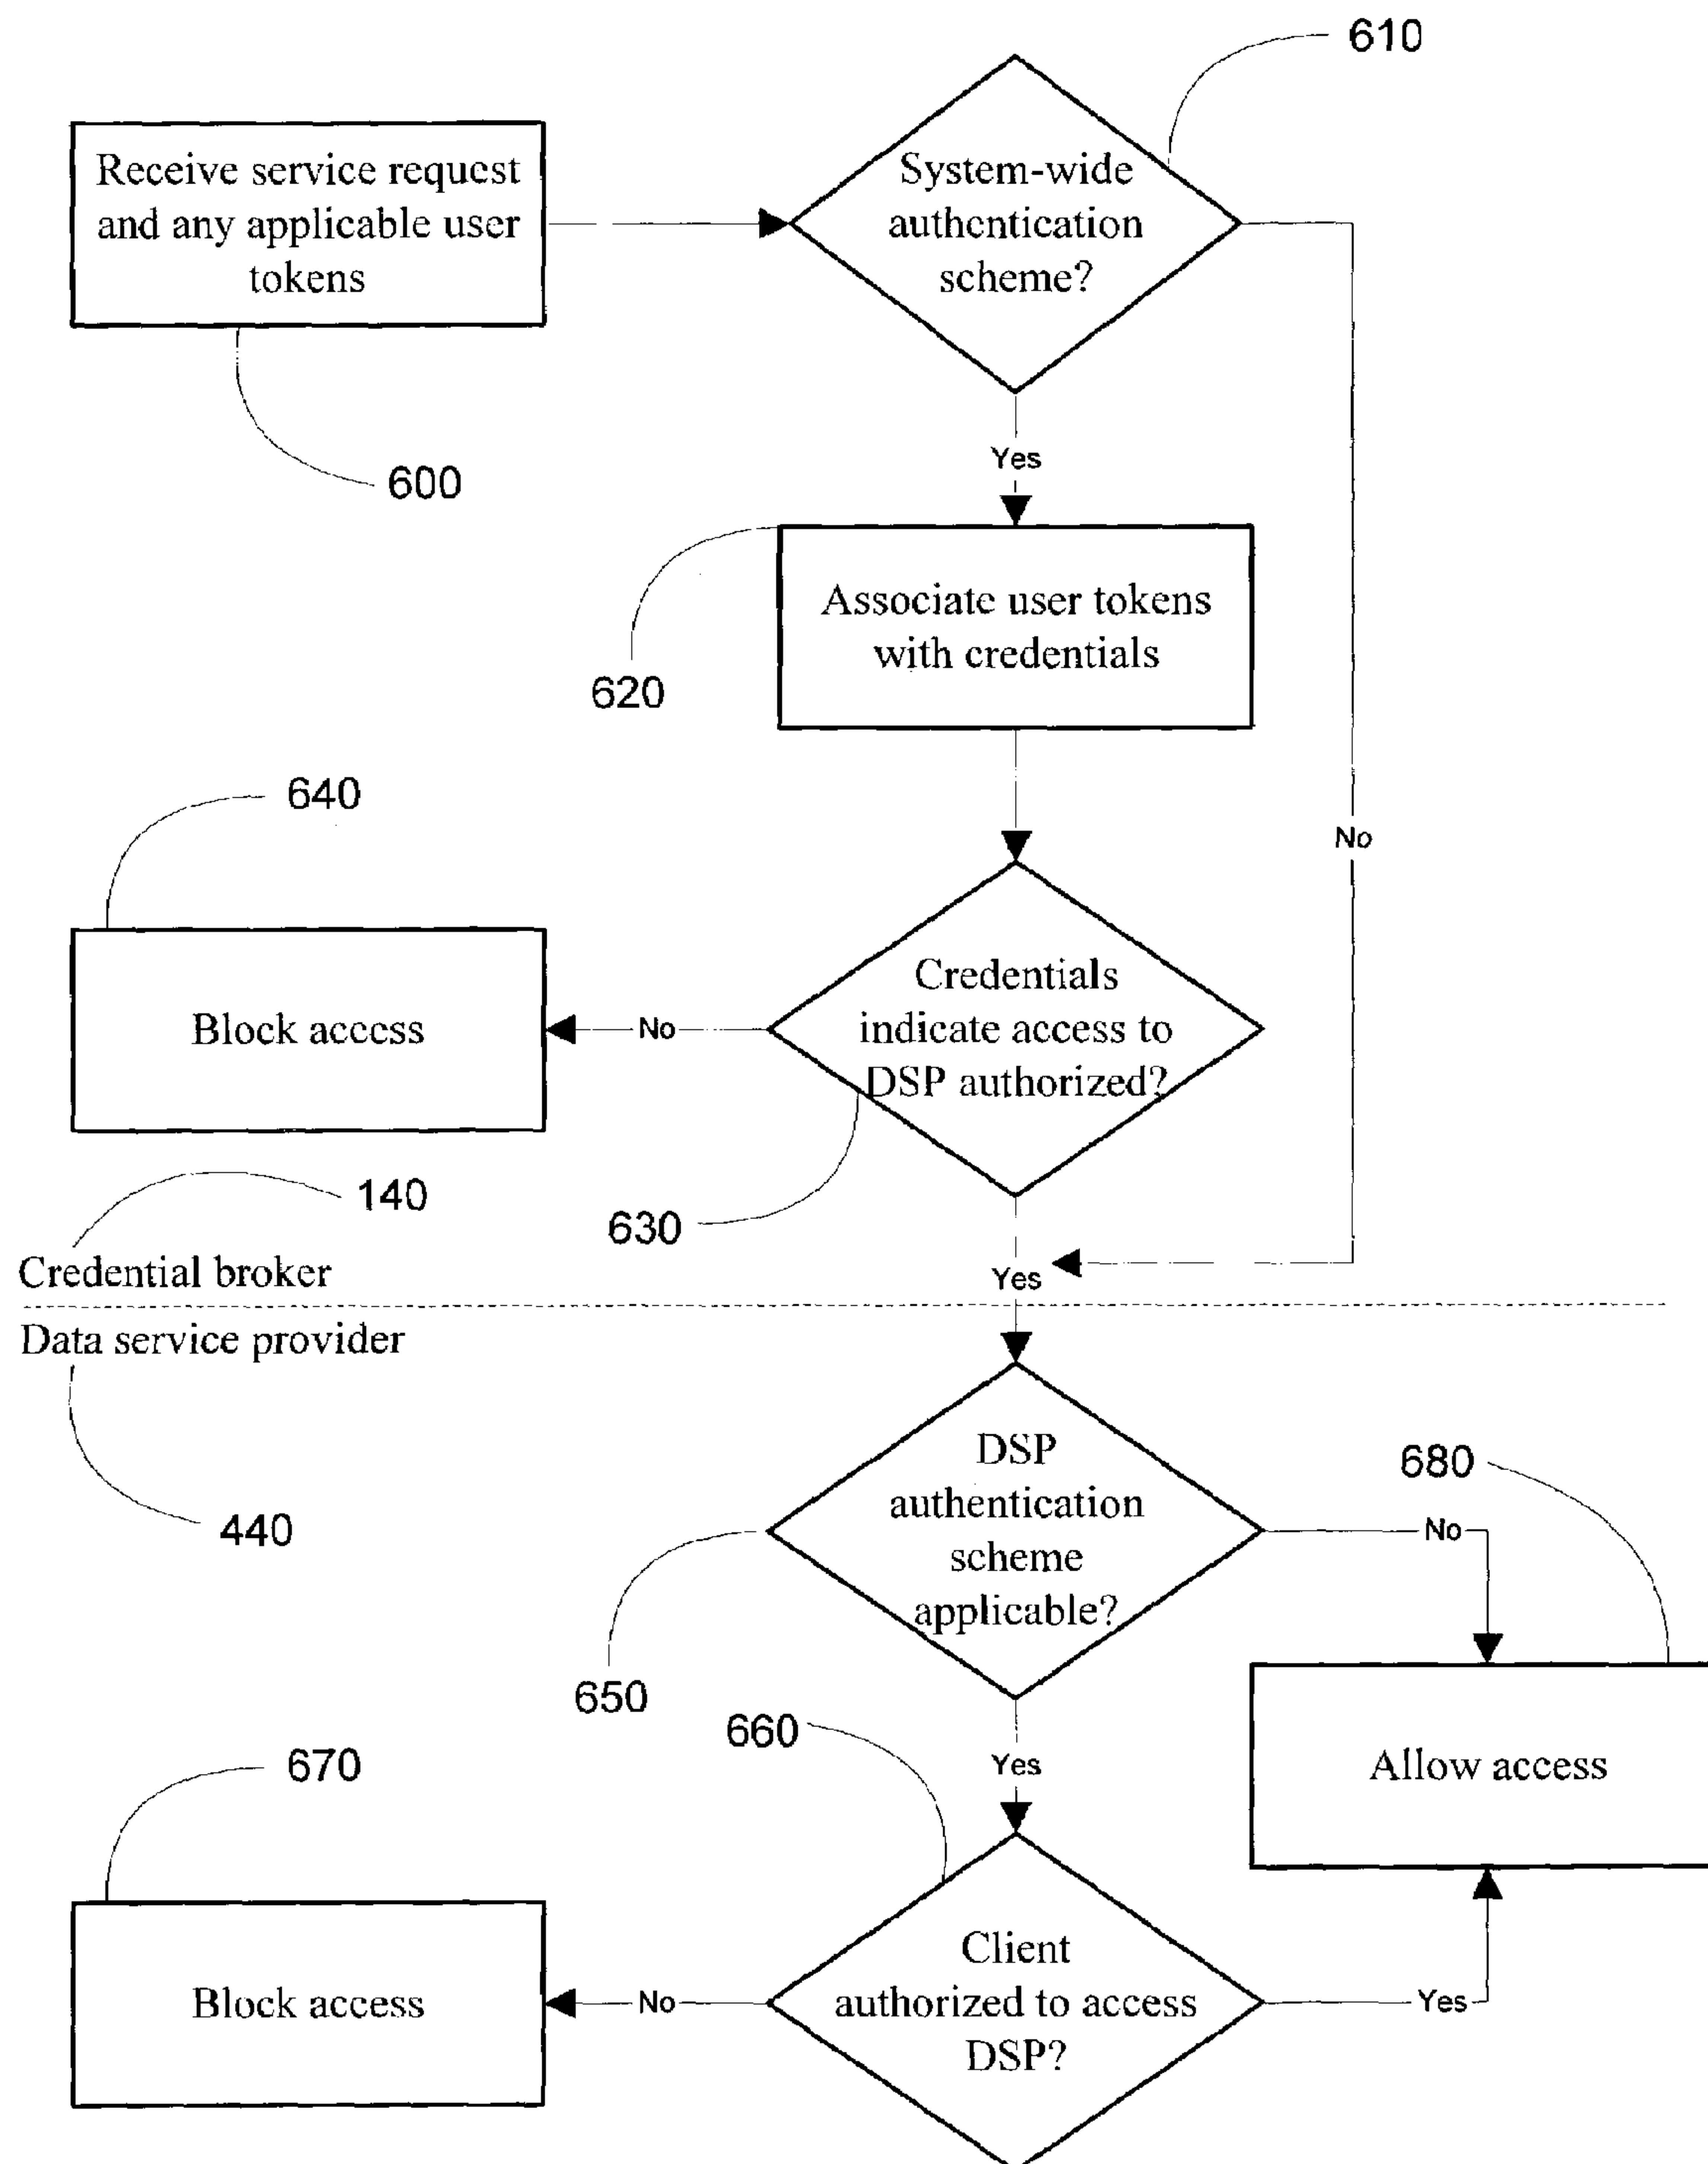 610
Receive service request
and any applicable user
tokens
System-wide
authentication
scheme?
600
Yes
Associate user tokens
with credentials
620
640
No
Credentials
indicate access to
DSP authorized?
Block access
No
140
630
Credential broker
Yes
Data service provider
DSP
authentication
scheme
applicable?
680
440
No
650
660
Yes
Allow access
670
Client
authorized to access
DSP?
Block access
No
Yes